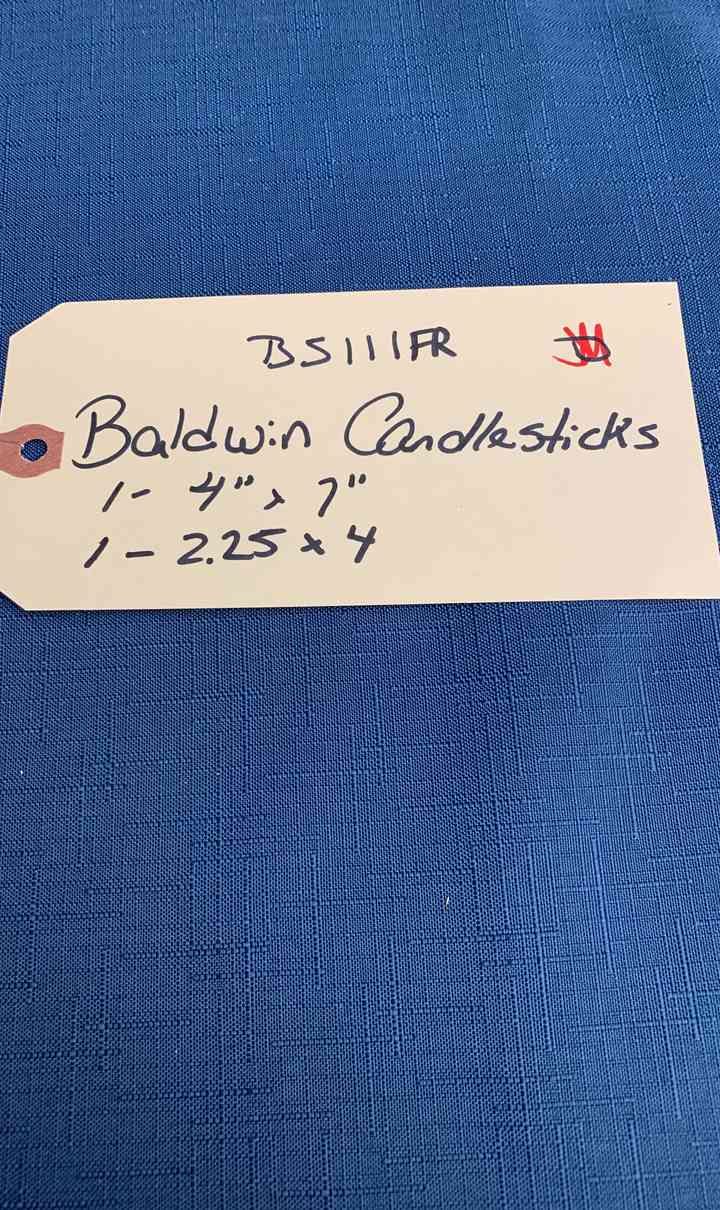 BS111FR
Baldwin Candlesticks
1- 4" x 7"
1 - 2.25 x 4